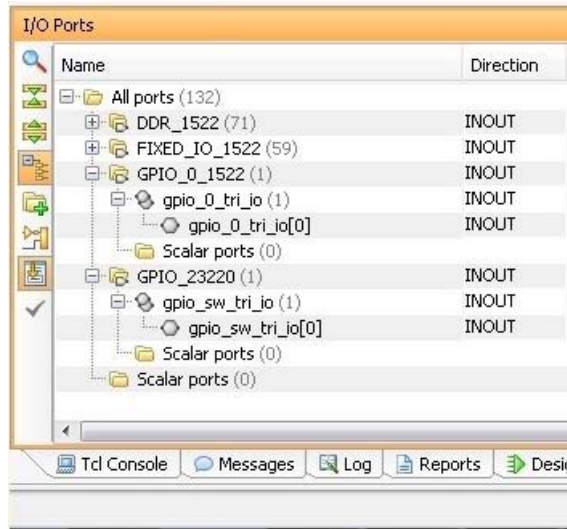 I/O Ports
Name Direction
All ports (132)
DDR_1522 (71) INOUT
FIXED_IO_1522 (59) INOUT
GPIO_0_1522 (1) INOUT
gpio_0_tri_io (1) INOUT
gpio_0_tri_io[0] INOUT
Scalar ports (0)
GPIO_23220 (1) INOUT
gpio_sw_tri_io (1) INOUT
gpio_sw_tri_io[0] INOUT
Scalar ports (0)
Scalar ports (0)
Tcl Console Messages Log Reports Desi